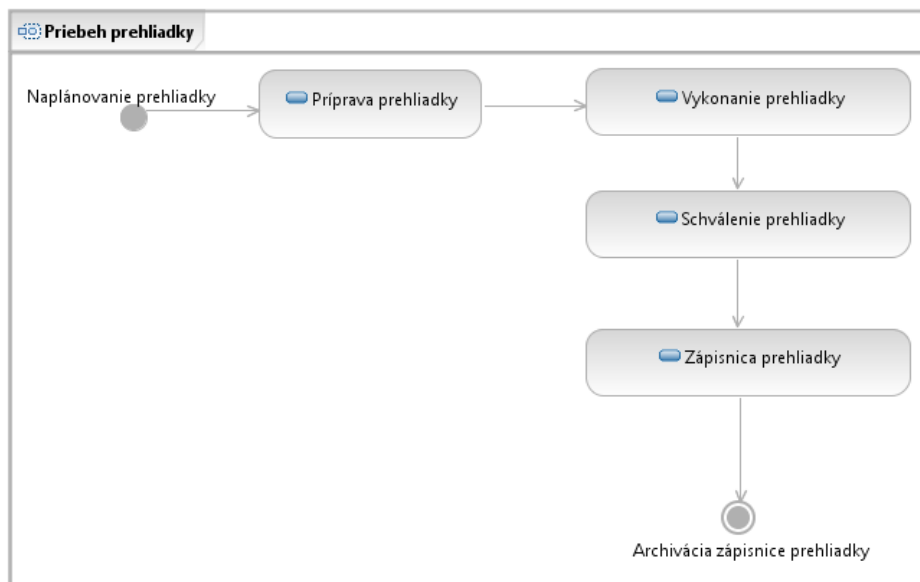 Priebeh prehliadky
Naplánovanie prehliadky
Príprava prehliadky
Vykonanie prehliadky
Schválenie prehliadky
Zápisnica prehliadky
Archivácia zápisnice prehliadky